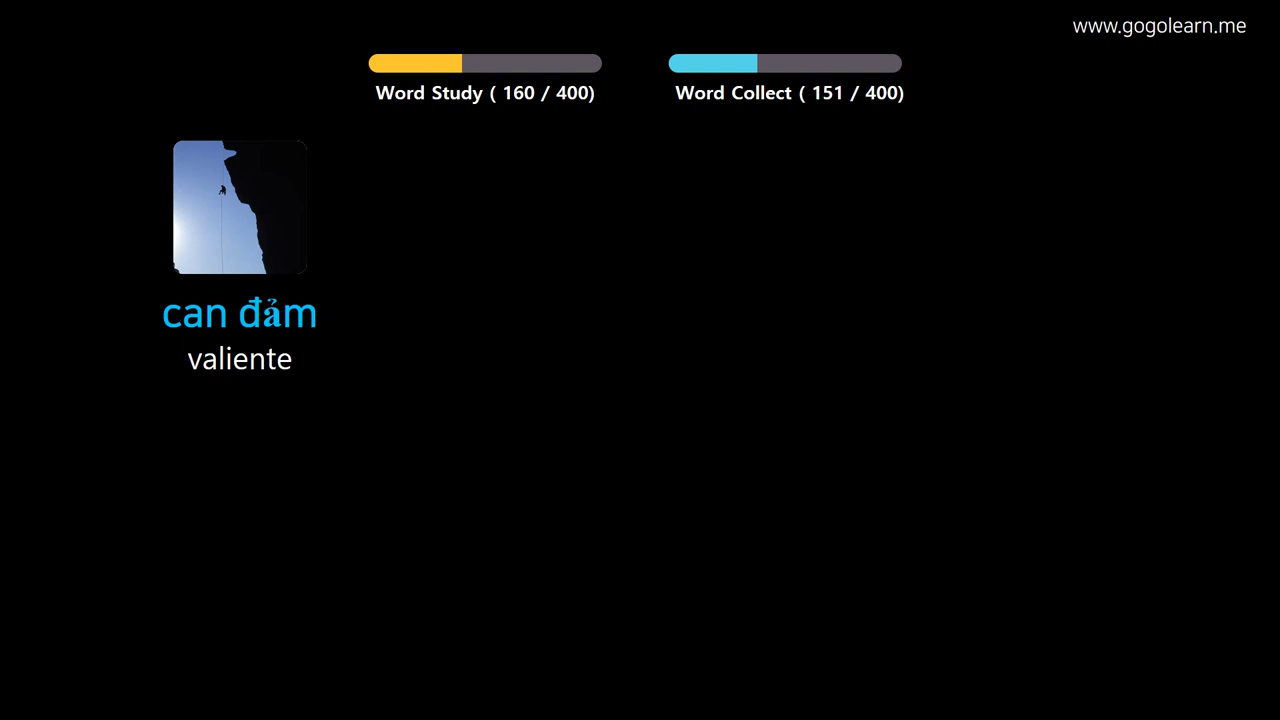 www.gogolearn.me
Word Study ( 160 / 400)
Word Collect ( 151 / 400)
can đảm
valiente